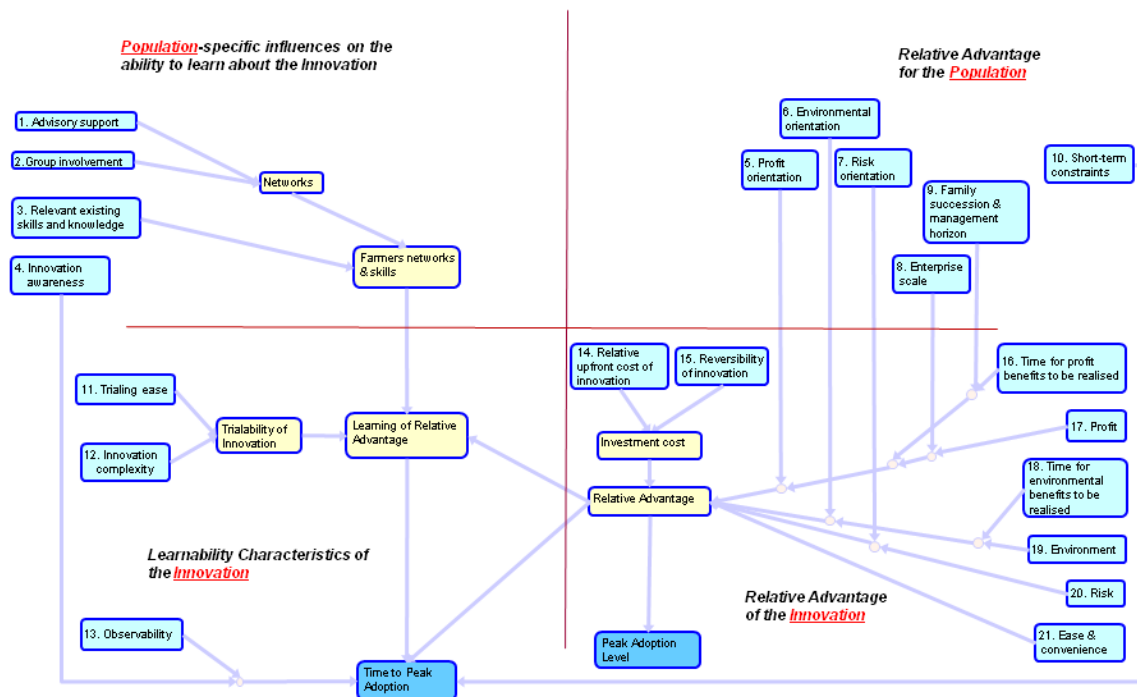 Population-specific influences on the
ability to learn about the Innovation
1. Advisory support
2.Group involvement
Networks
3. Relevant existing
skills and knowledge
4. Innovation
awareness
Farmers networks
& skills
Relative Advantage
for the Population
6. Environmental
orientation
5. Profit
orientation
7. Risk
orientation
10. Short-term
constraints
9. Family
succession &
management
horizon
8. Enterprise
scale
11. Trialing ease
Trialability of
Innovation
12. Innovation
complexity
Learning of Relative
Advantage
Learnability Characteristics of
the Innovation
13. Observability
Time to Peak
Adoption
14. Relative
upfront cost of
innovation
15. Reversibility
of innovation
Investment cost
Relative Advantage
16. Time for profit
benefits to be realised
17. Profit
18. Time for
environmental
benefits to be
realised
19. Environment
20. Risk
21. Ease &
convenience
Relative Advantage
of the Innovation
Peak Adoption
Level